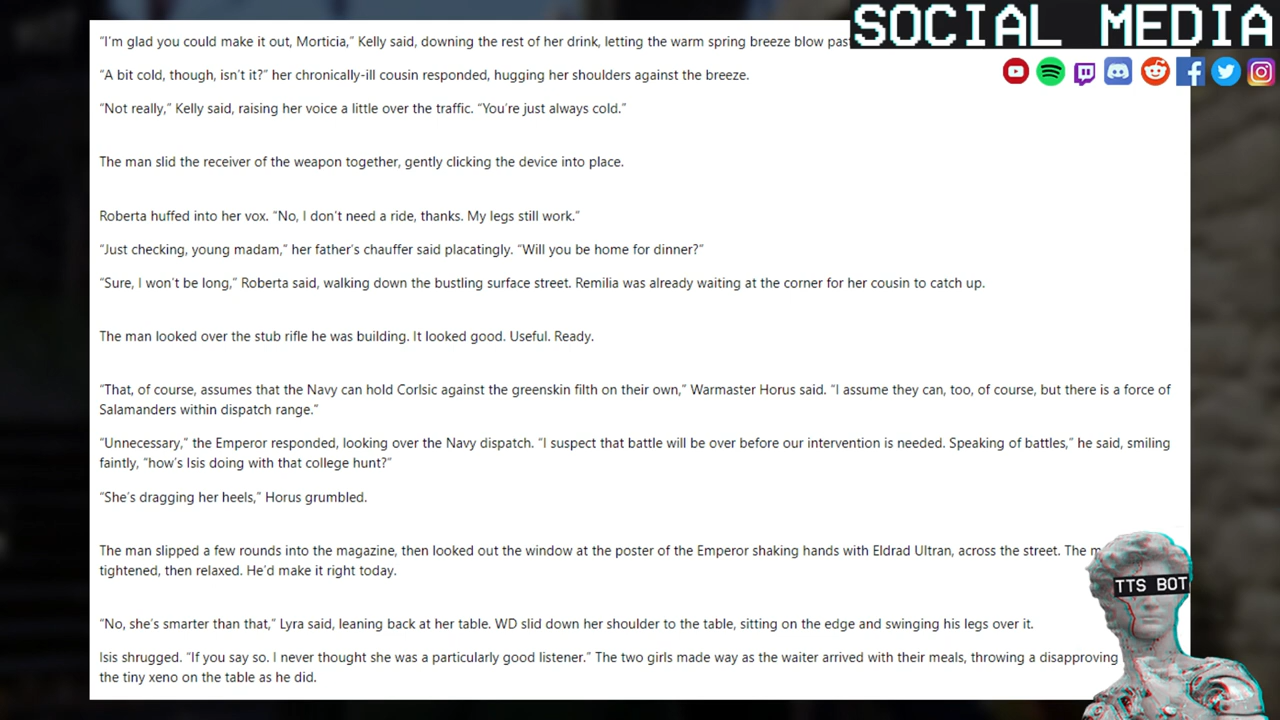 SOCIAL MEDIA
“I’m glad you could make it out, Morticia,” Kelly said, downing the rest of her drink, letting the warm spring breeze blow
“A bit cold, though, isn’t it?” her chronically-ill cousin responded, hugging her shoulders against the breeze.
“Not really,” Kelly said, raising her voice a little over the traffic. “You’re just always cold.”
The man slid the receiver of the weapon together, gently clicking the device into place.
Roberta huffed into her vox. “No, I don’t need a ride, thanks. My legs still work.”
“Just checking, young madam,” her father’s chauffer said placatingly. “Will you be home for dinner?”
“Sure, I won’t be long,” Roberta said, walking down the bustling surface street. Remilia was already waiting at the corner for her cousin to catch up.
The man looked over the stub rifle he was building. It looked good. Useful. Ready.
“That, of course, assumes that the Navy can hold Corlsic against the greenskin filth on their own,” Warmaster Horus said. “I assume they can, too, of course, but there is a force of
Salamanders within dispatch range.”
“Unnecessary,” the Emperor responded, looking over the Navy dispatch. “I suspect that battle will be over before our intervention is needed. Speaking of battles,” he said, smiling
faintly, “how’s Isis doing with that college hunt?”
“She’s dragging her heels,” Horus grumbled.
The man slipped a few rounds into the magazine, then looked out the window at the poster of the Emperor shaking hands with Eldrad Ultran, across the street. The
tightened, then relaxed. He’d make it right today.
“No, she’s smarter than that,” Lyra said, leaning back at her table. WD slid down her shoulder to the table, sitting on the edge and swinging his legs over it.
Isis shrugged. “If you say so. I never thought she was a particularly good listener.” The two girls made way as the waiter arrived with their meals, throwing a disapproving
the tiny xeno on the table as he did.
TTS BOT